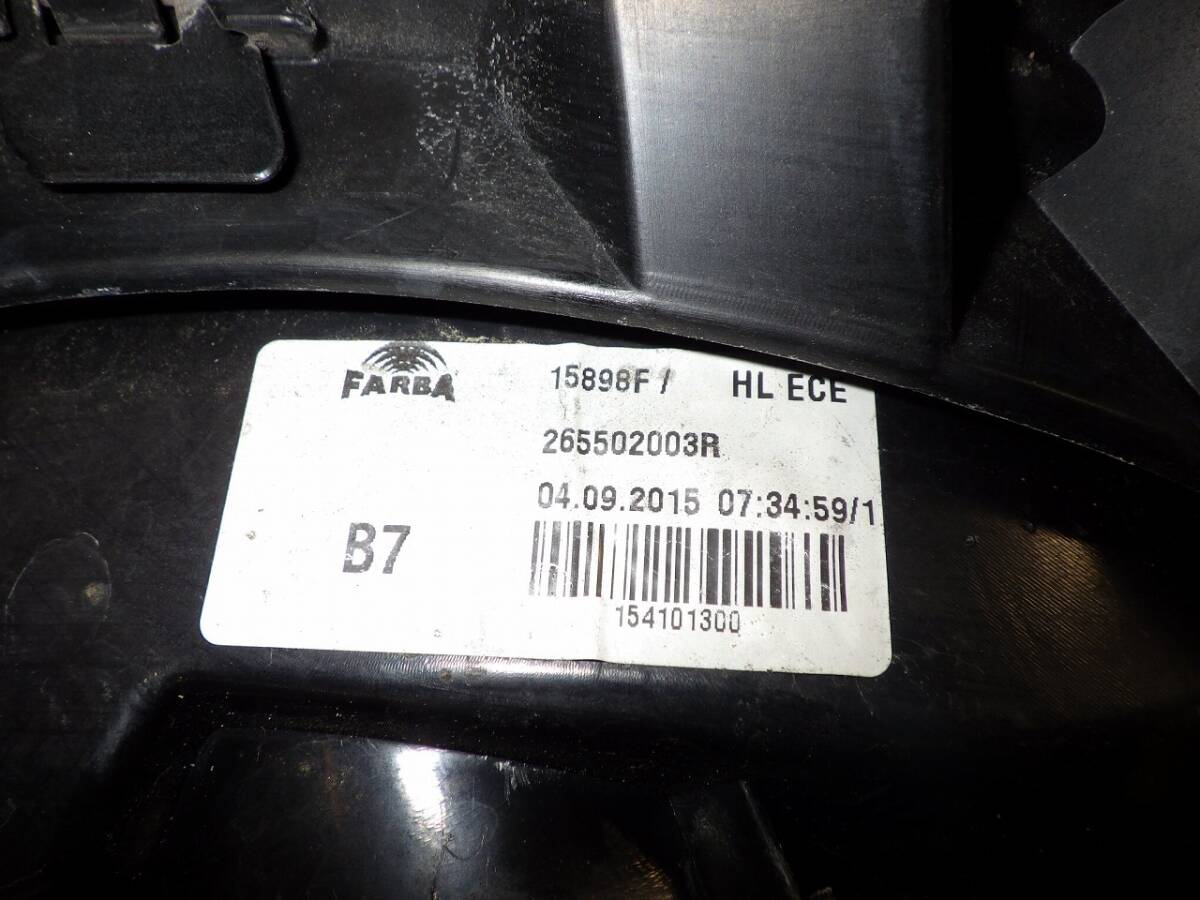 FARBA 15898F / HL ECE
265502003R
04.09.2015 07:34:59/1
B7
154101300